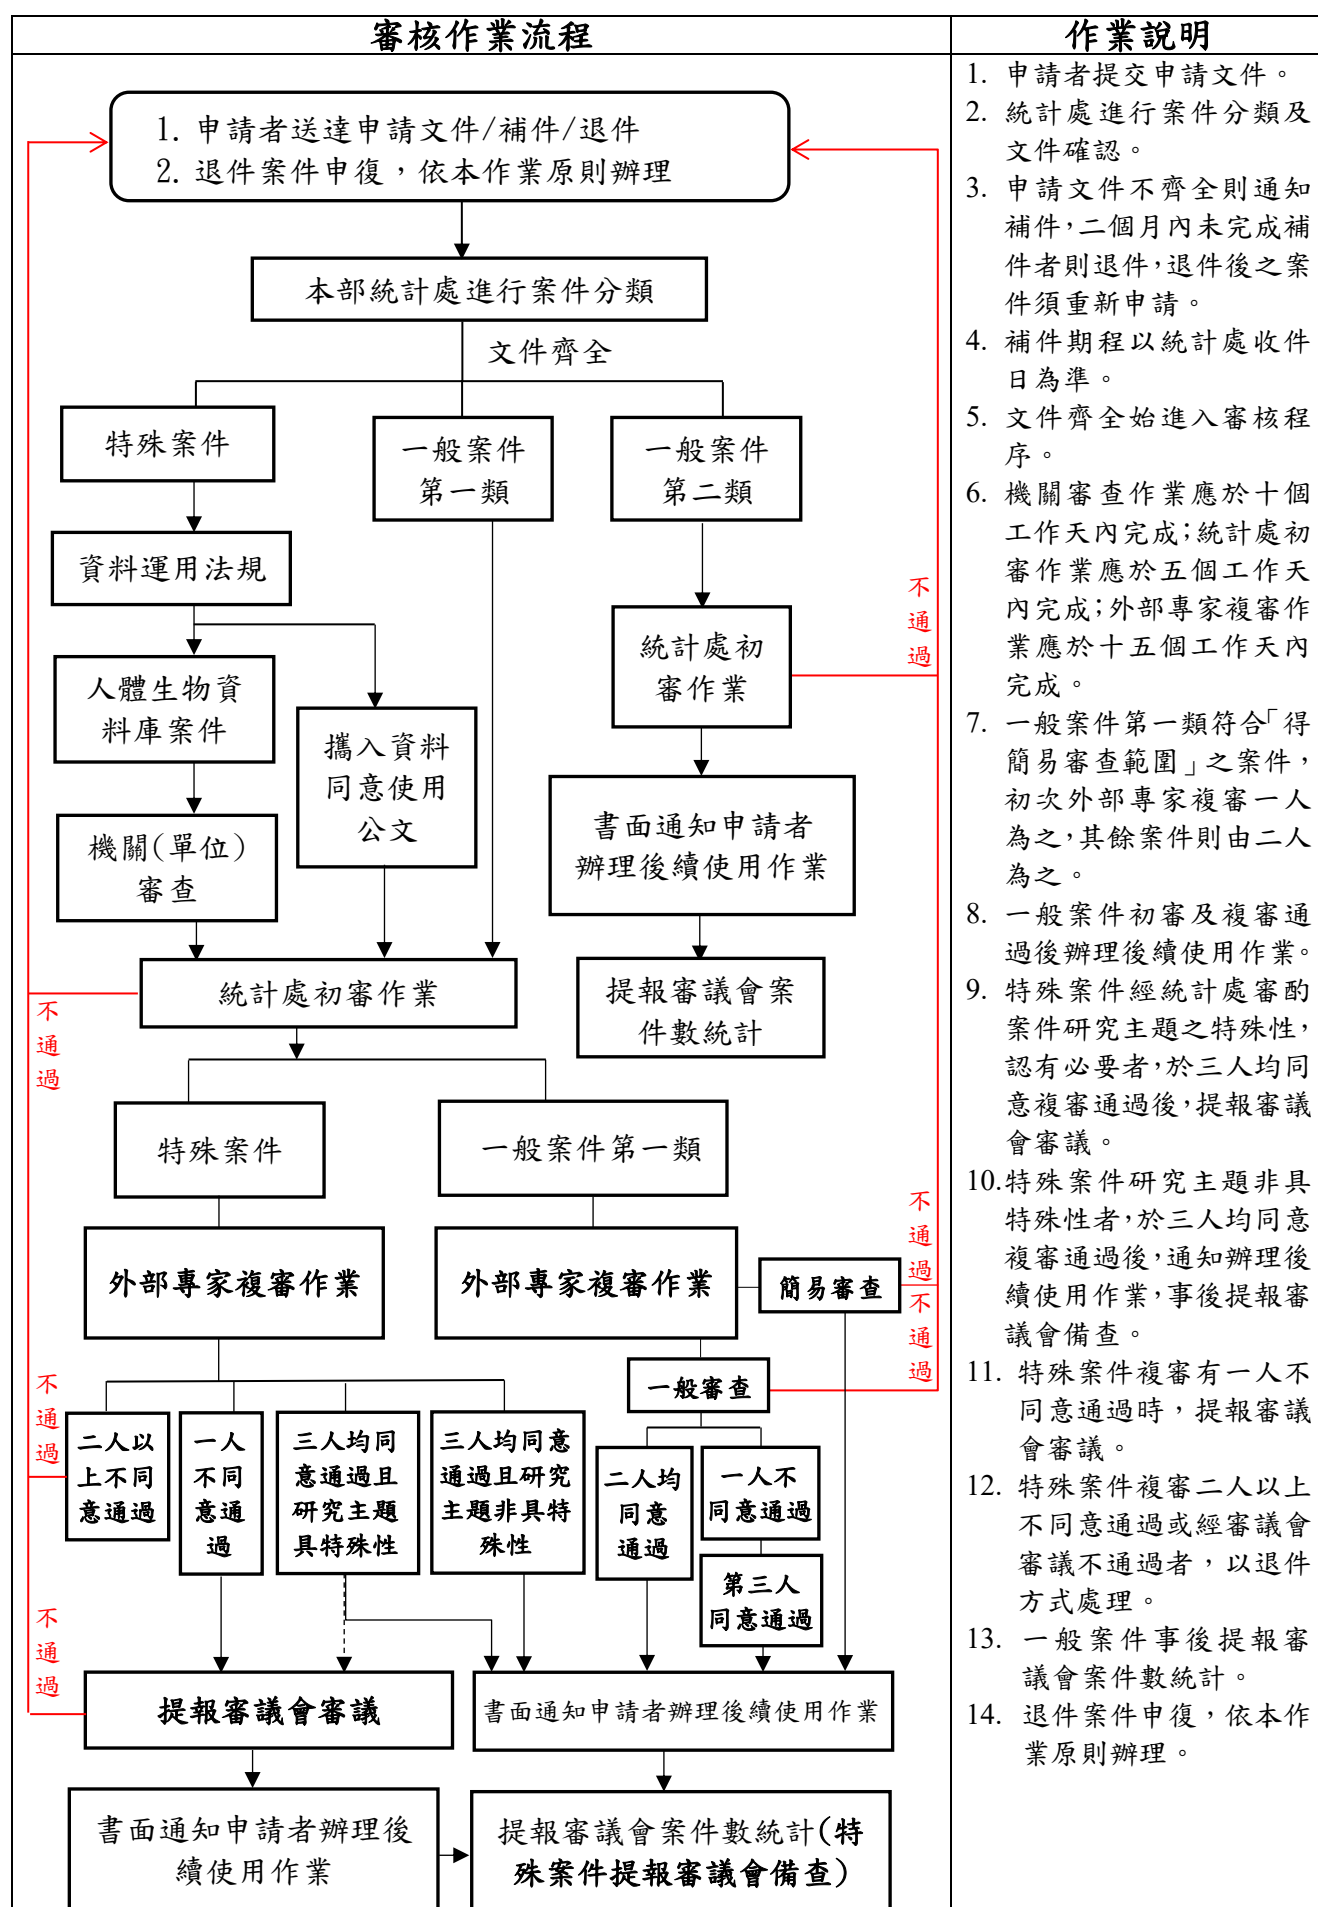 審核作業流程
1. 申請者送達申請文件/補件/退件
2. 退件案件申復，依本作業原則辦理
本部統計處進行案件分類
文件齊全
特殊案件
一般案件
第一類
一般案件
第二類
資料運用法規
人體生物資
料庫案件
攜入資料
同意使用
公文
機關(單位)
審查
統計處初
審作業
不
通
過
書面通知申請者
辦理後續使用作業
提報審議會案
件數統計
統計處初審作業
不
通
過
特殊案件
一般案件第一類
外部專家複審作業
外部專家複審作業
簡易審查
不
通
過
一般審查
不
通
過
二人以
上不同
意通過
一人
不同
意通
過
三人均同
意通過且
研究主題
具特殊性
三人均同意
通過且研究
主題非具特
殊性
二人均
同意
通過
一人不
同意通過
第三人
同意通過
不
通
過
不
通
過
提報審議會審議
書面通知申請者辦理後續使用作業
書面通知申請者辦理後
續使用作業
提報審議會案件數統計(特
殊案件提報審議會備查)
作業說明
1. 申請者提交申請文件。
2. 統計處進行案件分類及
文件確認。
3. 申請文件不齊全則通知
補件，二個月內未完成補
件者則退件，退件後之案
件須重新申請。
4. 補件期程以統計處收件
日為準。
5. 文件齊全始進入審核程
序。
6. 機關審查作業應於十個
工作天內完成；統計處初
審作業應於五個工作天
內完成；外部專家複審作
業應於十五個工作天內
完成。
7. 一般案件第一類符合「得
簡易審查範圍」之案件，
初次外部專家複審一人
為之，其餘案件則由二人
為之。
8. 一般案件初審及複審通
過後辦理後續使用作業。
9. 特殊案件經統計處審酌
案件研究主題之特殊性，
認有必要者，於三人均同
意複審通過後，提報審議
會審議。
10.特殊案件研究主題非具
特殊性者，於三人均同意
複審通過後，通知辦理後
續使用作業，事後提報審
議會備查。
11. 特殊案件複審有一人不
同意通過時，提報審議
會審議。
12. 特殊案件複審二人以上
不同意通過或經審議會
審議不通過者，以退件
方式處理。
13. 一般案件事後提報審
議會案件數統計。
14. 退件案件申復，依本作
業原則辦理。